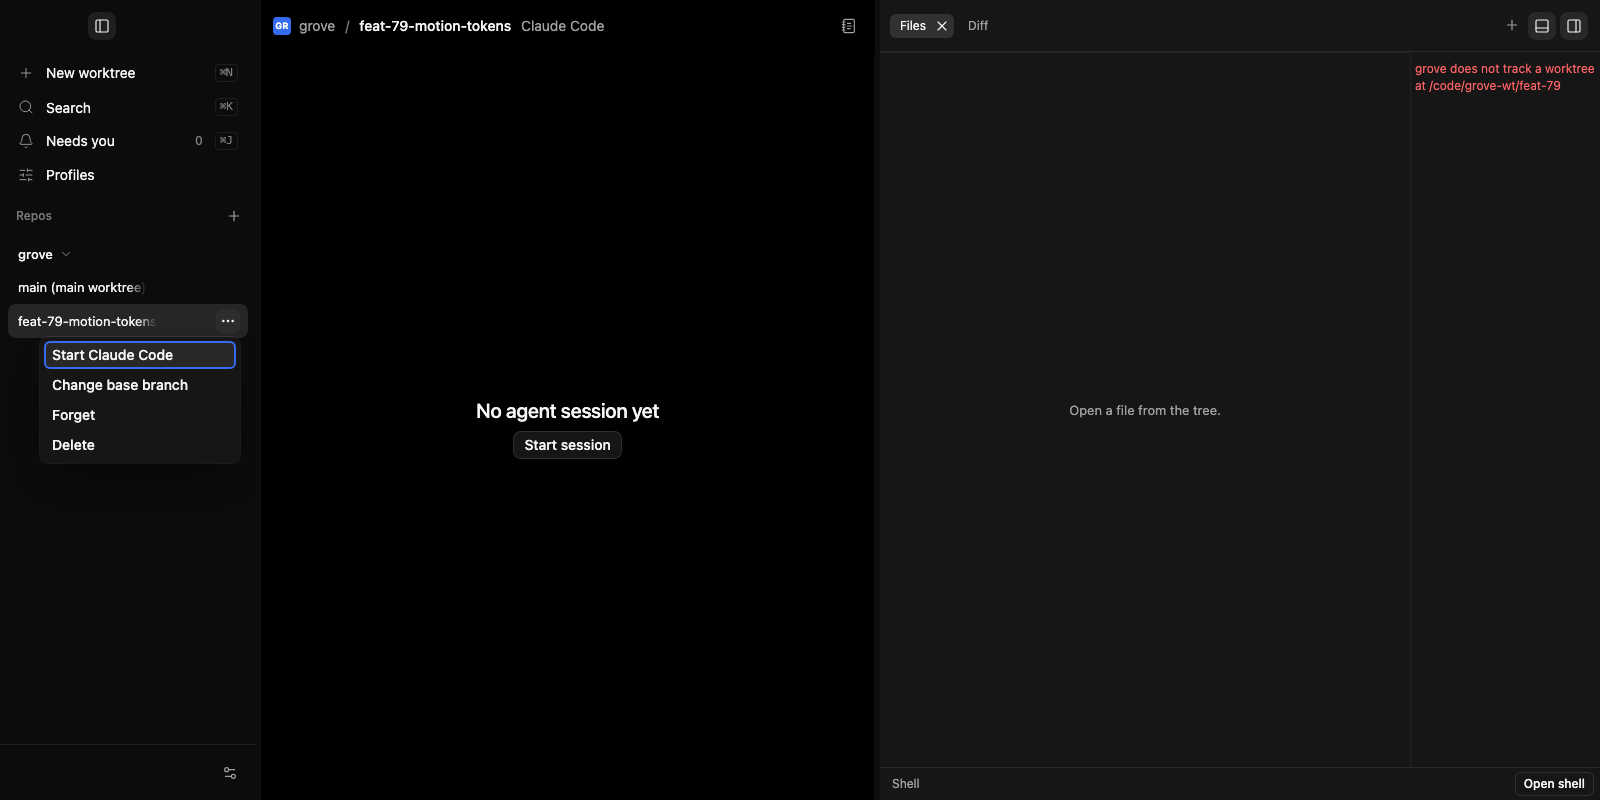 New worktree
⌘N
Search
⌘K
Needs you
0
⌘J
Profiles
Repos
grove
main (main worktree)
feat-79-motion-tokens
Start Claude Code
Change base branch
Forget
Delete
GR
grove / feat-79-motion-tokens Claude Code
No agent session yet
Start session
Files
Diff
Open a file from the tree.
grove does not track a worktree
at /code/grove-wt/feat-79
Shell
Open shell